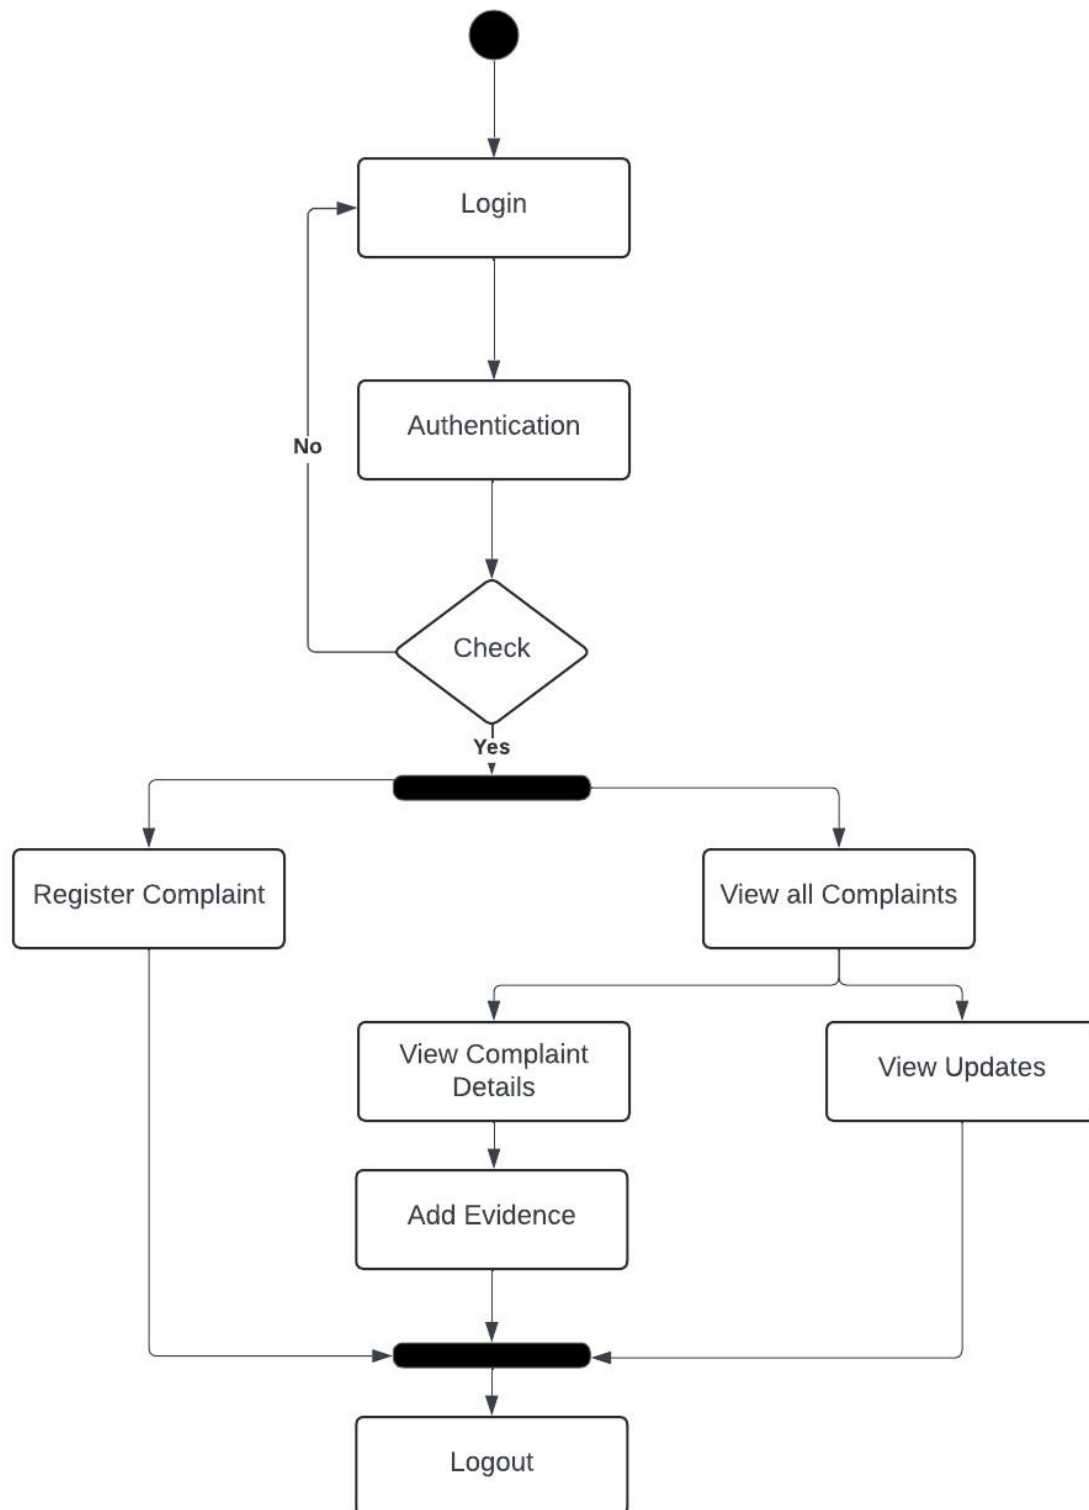 Login
Authentication
No
Check
Yes
Register Complaint
View all Complaints
View Complaint
Details
View Updates
Add Evidence
Logout